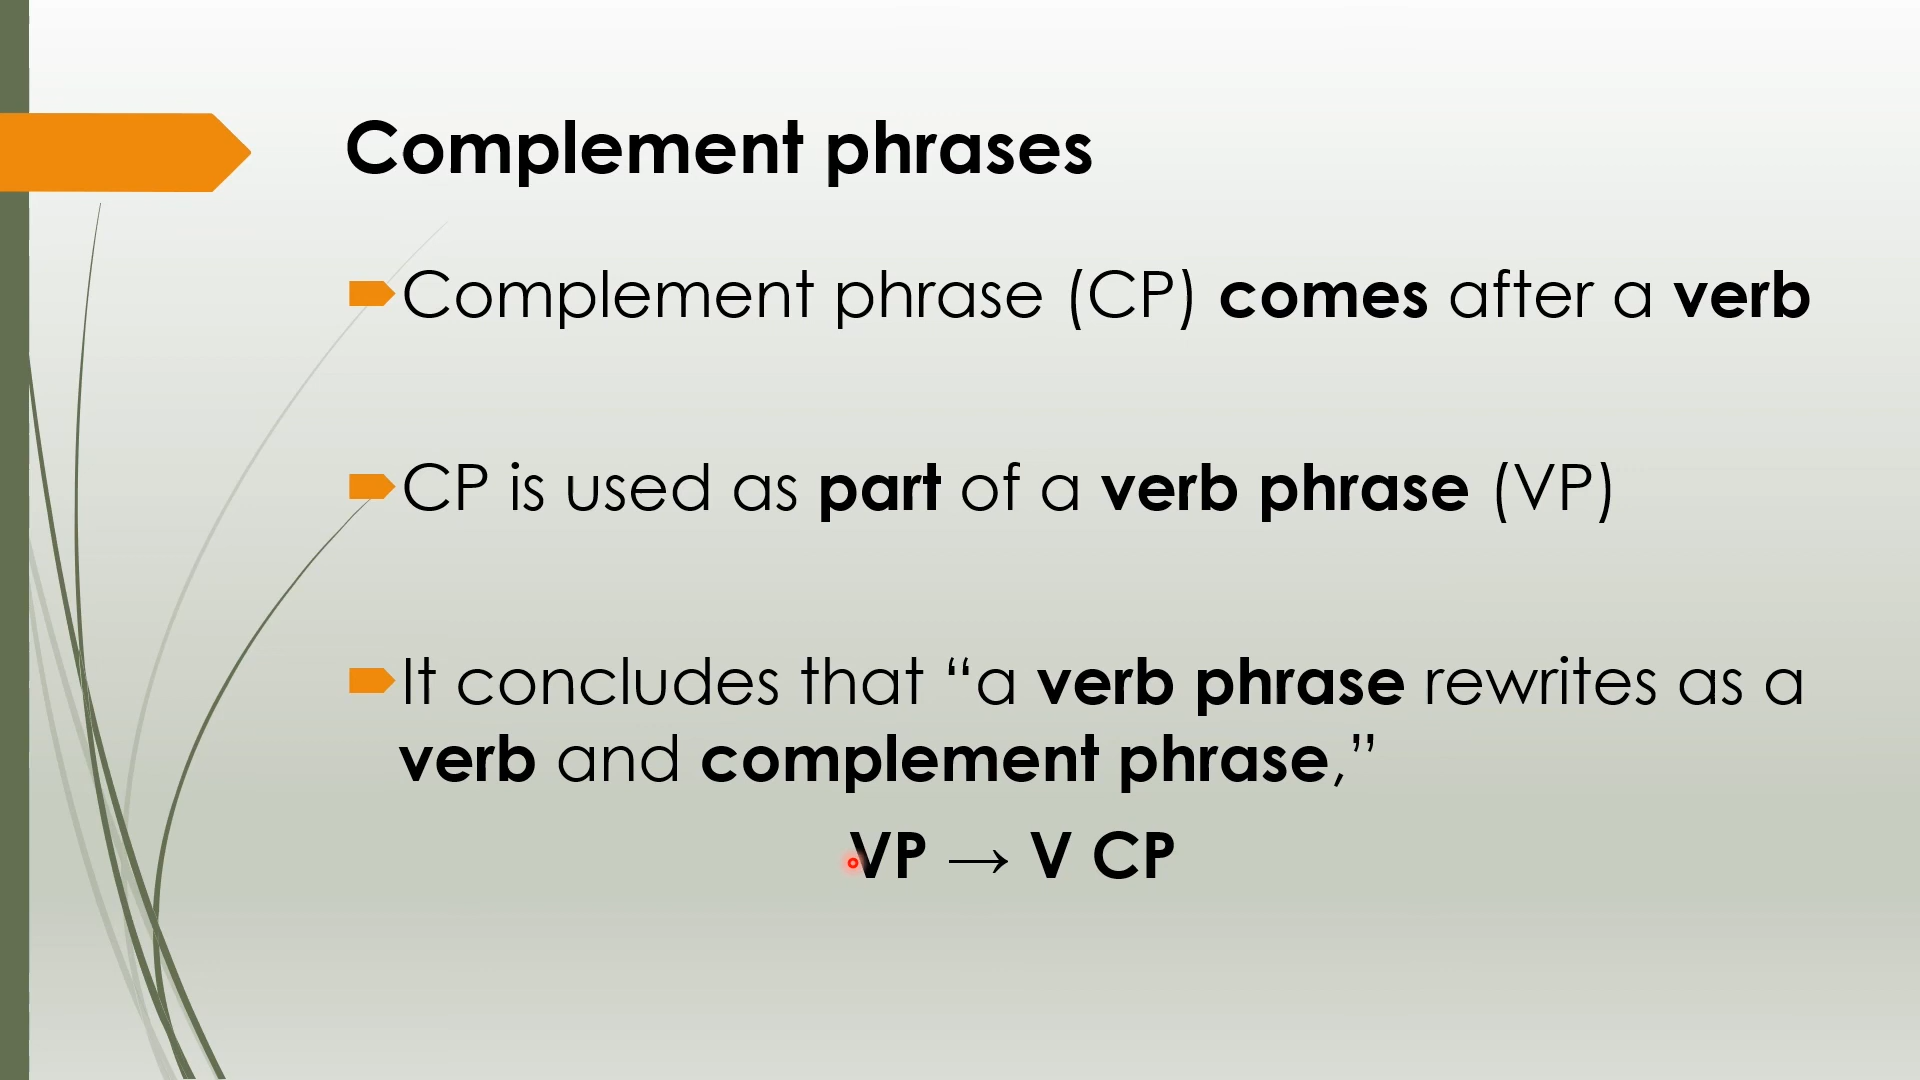 Complement phrases
Complement phrase (CP) comes after a verb
CP is used as part of a verb phrase (VP)
It concludes that “a verb phrase rewrites as a
verb and complement phrase,”
VP → V CP